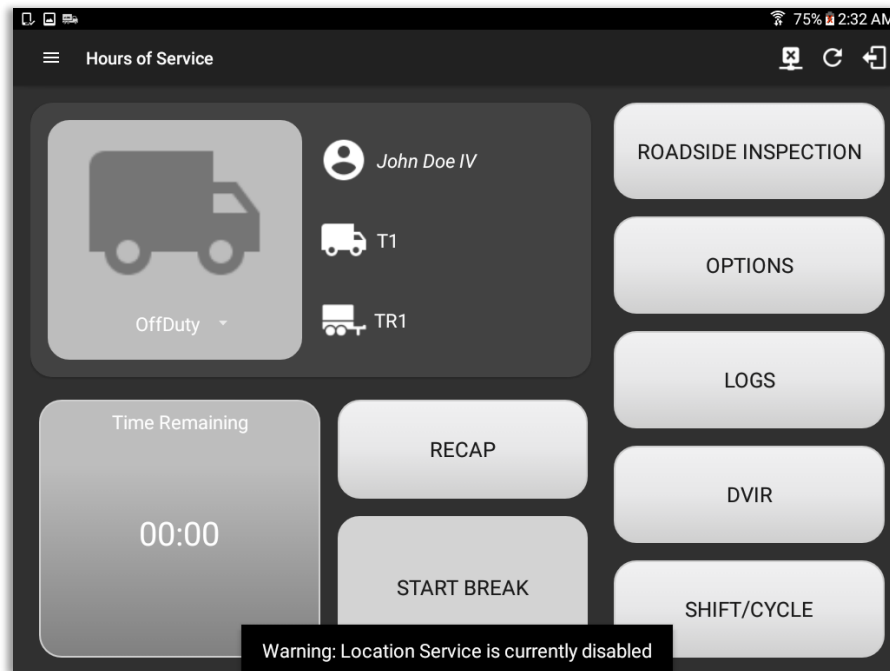 75% 2:32 AM
Hours of Service
John Doe IV
T1
TR1
OffDuty
ROADSIDE INSPECTION
OPTIONS
LOGS
DVIR
SHIFT/CYCLE
Time Remaining
00:00
RECAP
START BREAK
Warning: Location Service is currently disabled